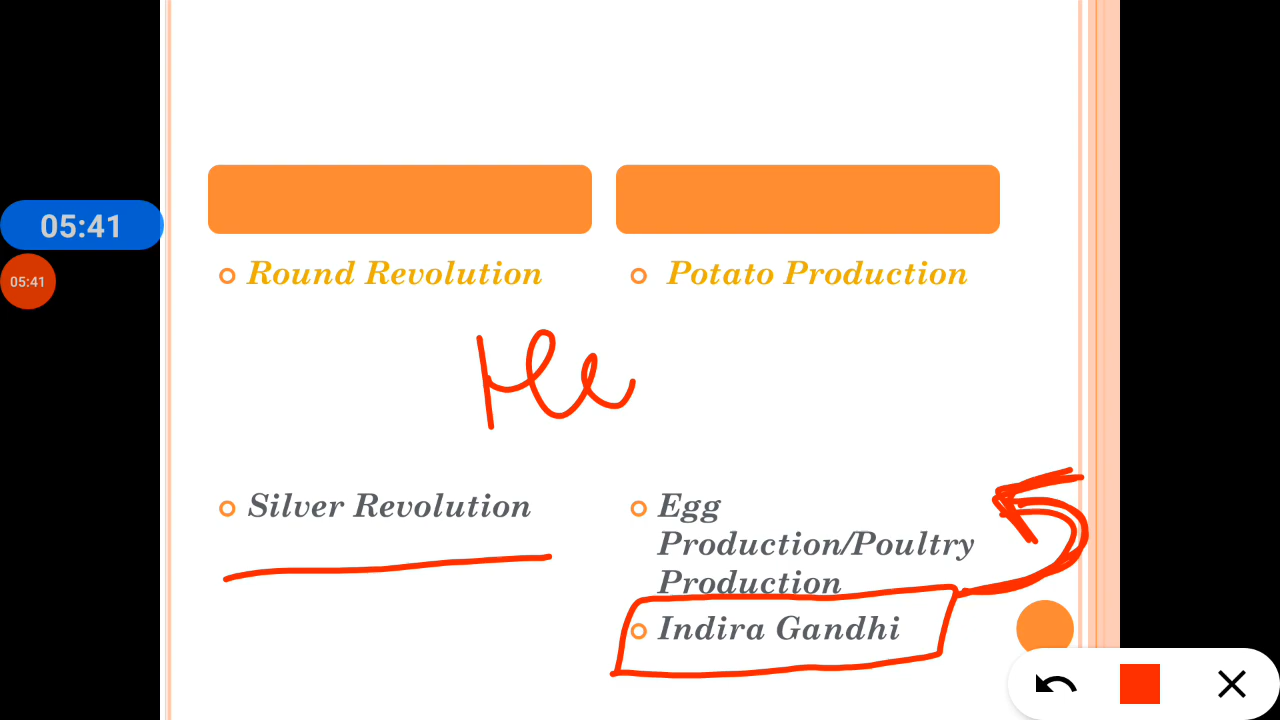 05:41
05:41
Round Revolution
Potato Production
Silver Revolution
Egg
Production/Poultry
Production
Indira Gandhi